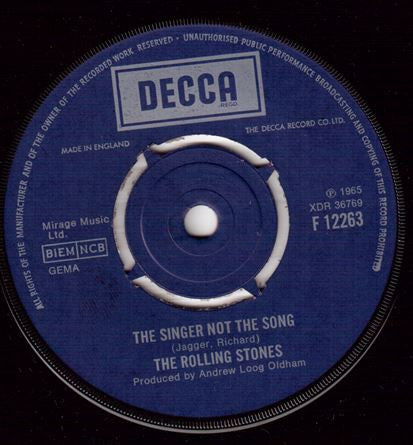 ALL RIGHTS OF THE MANUFACTURER AND OF THE OWNER OF THE RECORDED WORK RESERVED · UNAUTHORISED PUBLIC PERFORMANCE BROADCASTING AND COPYING OF THIS RECORD PROHIBITED
DECCA
REGD.
THE DECCA RECORD CO. LTD.
MADE IN ENGLAND
℗ 1965
XDR 36769
F 12263
Mirage Music
Ltd.
BIEM NCB
GEMA
THE SINGER NOT THE SONG
(Jagger, Richard)
THE ROLLING STONES
Produced by Andrew Loog Oldham